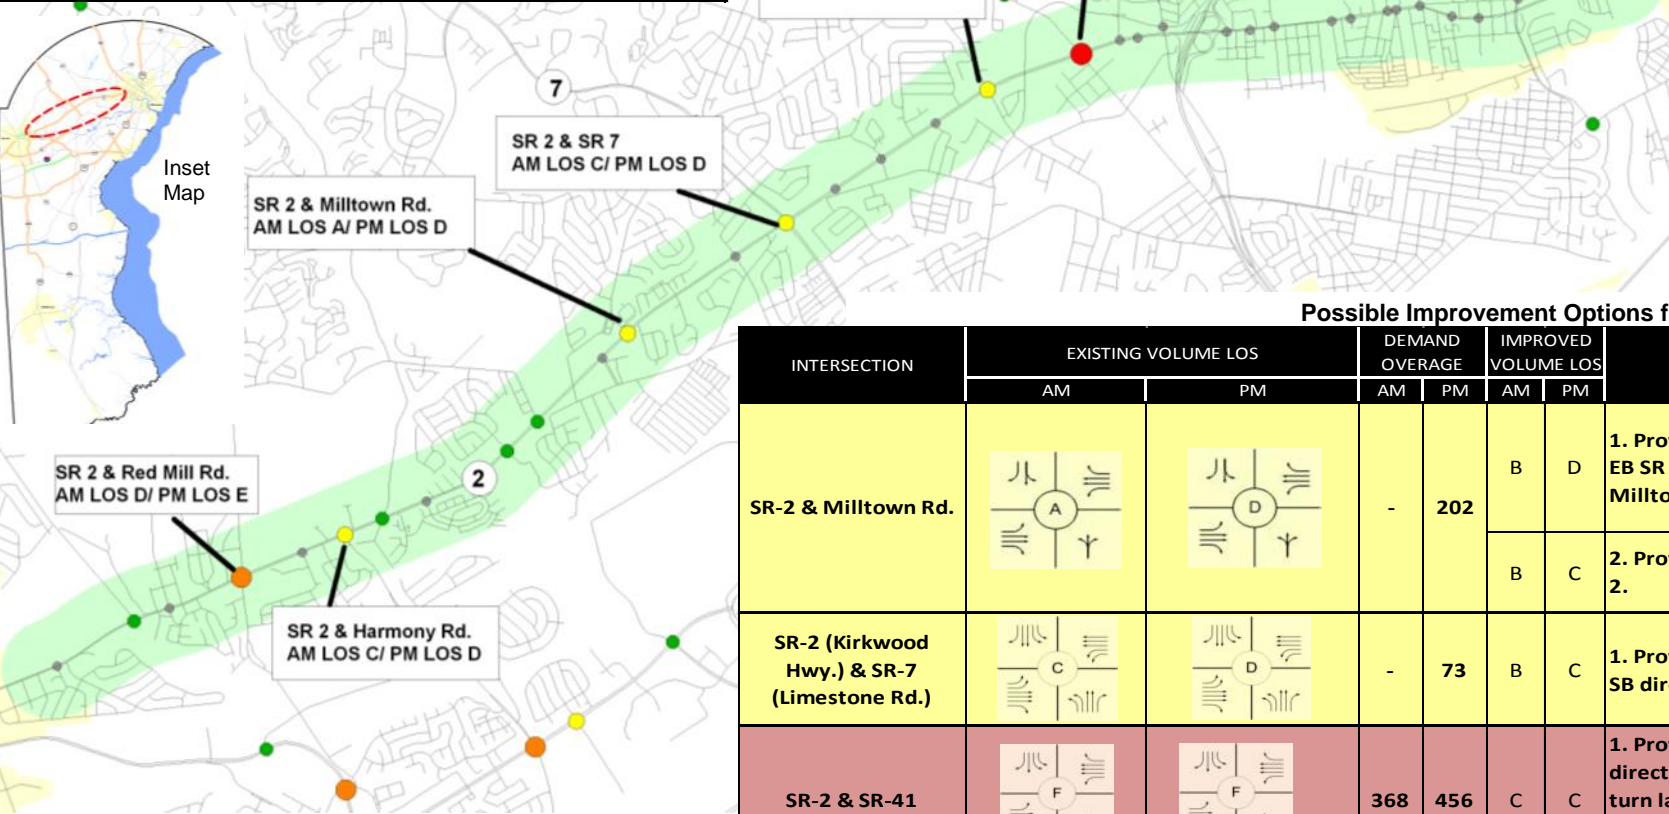 Inset
Map
7
SR 2 & SR 7
AM LOS C/ PM LOS D
SR 2 & Milltown Rd.
AM LOS A/ PM LOS D
2
SR 2 & Red Mill Rd.
AM LOS D/ PM LOS E
SR 2 & Harmony Rd.
AM LOS C/ PM LOS D
Possible Improvement Options f
INTERSECTION
EXISTING VOLUME LOS
DEMAND
OVERAGE
IMPROVED
VOLUME LOS
AM PM AM PM AM PM
SR-2 & Milltown Rd.
A D - 202
B D
1. Pro
EB SR
Millto
B C
2. Pro
2.
SR-2 (Kirkwood
Hwy.) & SR-7
(Limestone Rd.)
C D - 73 B C
1. Pro
SB dir
SR-2 & SR-41
F F 368 456 C C
1. Pro
direct
turn la